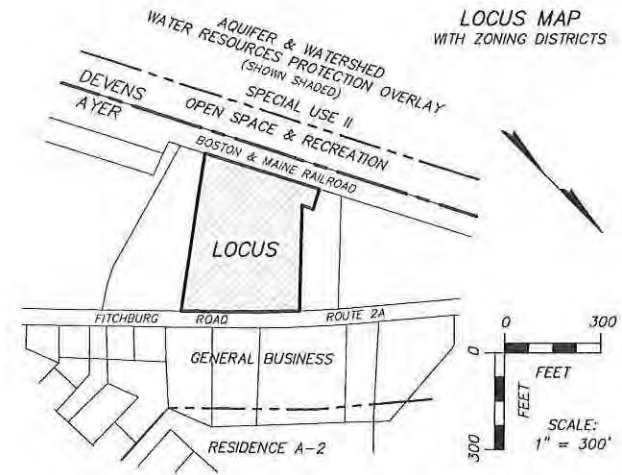 LOCUS MAP
WITH ZONING DISTRICTS
AQUIFER & WATERSHED
WATER RESOURCES PROTECTION OVERLAY
(SHOWN SHADED)
SPECIAL USE II
DEVENS
OPEN SPACE & RECREATION
AYER
BOSTON & MAINE RAILROAD
LOCUS
FITCHBURG ROAD ROUTE 2A
GENERAL BUSINESS
RESIDENCE A-2
0 300
FEET
0
FEET
300
SCALE:
1" = 300'